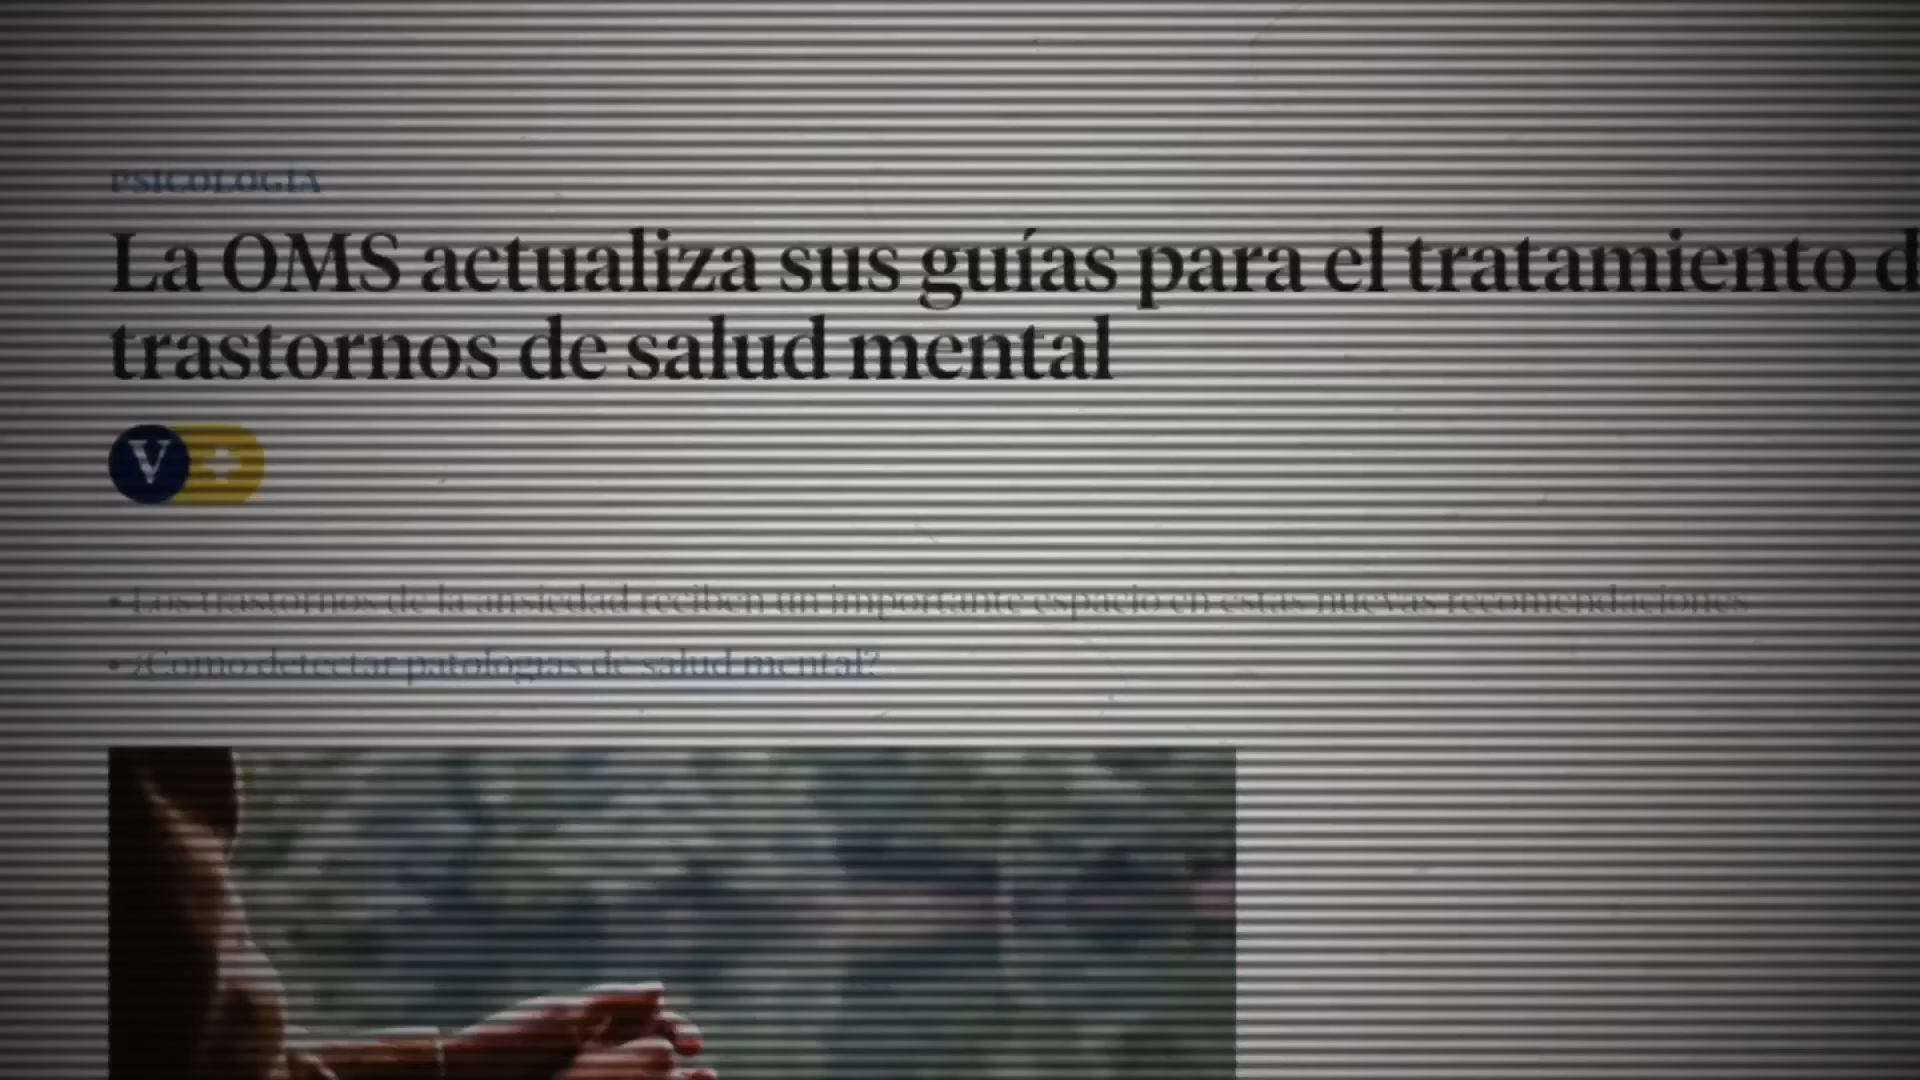 PSICOLOGÍA
La OMS actualiza sus guías para el tratamiento d
trastornos de salud mental
V+
• Los trastornos de la ansiedad reciben un importante espacio en estas nuevas recomendaciones
• ¿Como detectar patologías de salud mental?